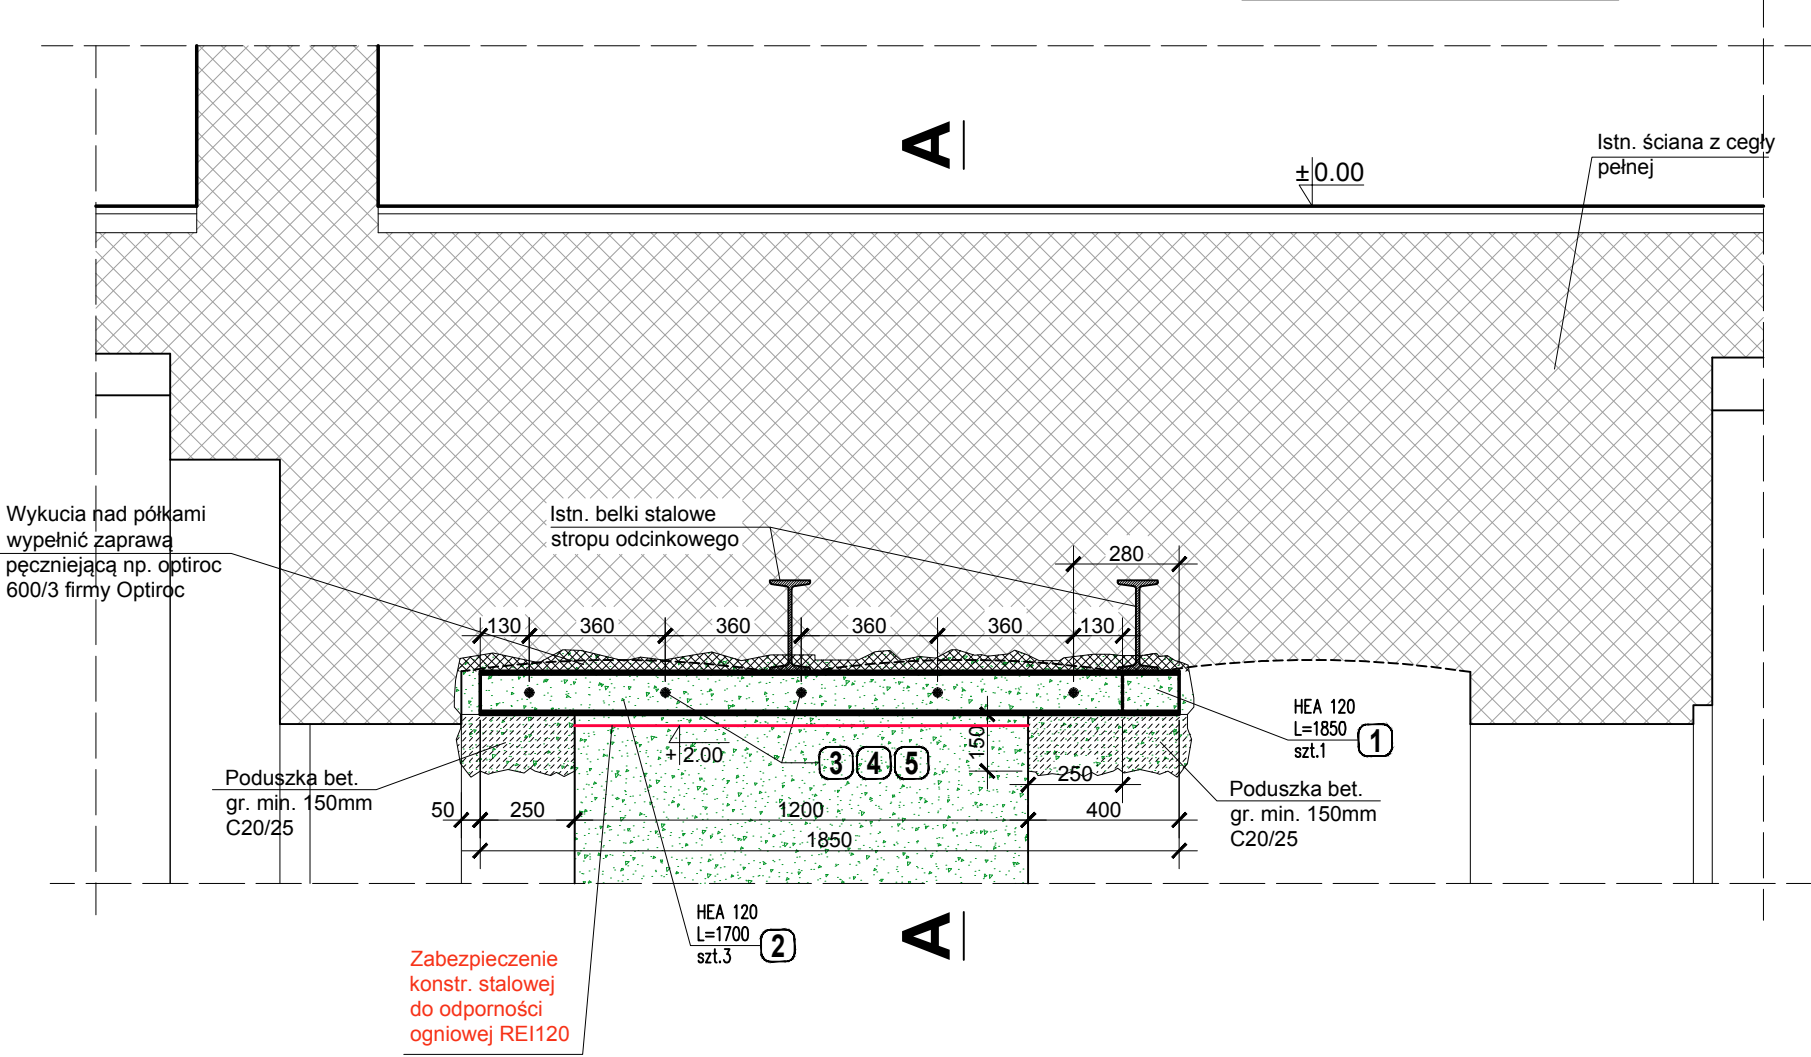 A
±0.00
Istn. ściana z cegły
pełnej
Wykucia nad półkami
wypełnić zaprawą
pęczniejącą np. optiroc
600/3 firmy Optiroc
Istn. belki stalowe
stropu odcinkowego
280
130
360
360
360
360
130
HEA 120
L=1850
szt.1
1
+2.00
3
4
5
150
250
Poduszka bet.
gr. min. 150mm
C20/25
Poduszka bet.
gr. min. 150mm
C20/25
50
250
1200
400
1850
HEA 120
L=1700
szt.3
2
A
Zabezpieczenie
konstr. stalowej
do odporności
ogniowej REI120